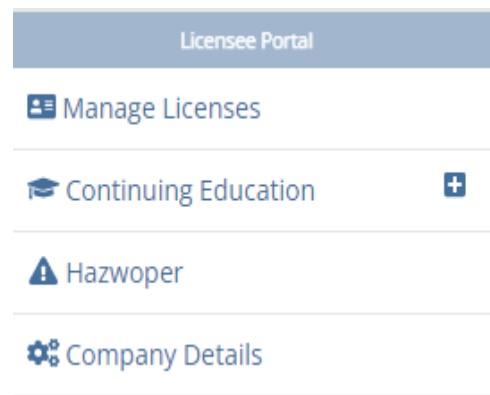 Licensee Portal
Manage Licenses
Continuing Education
Hazwoper
Company Details